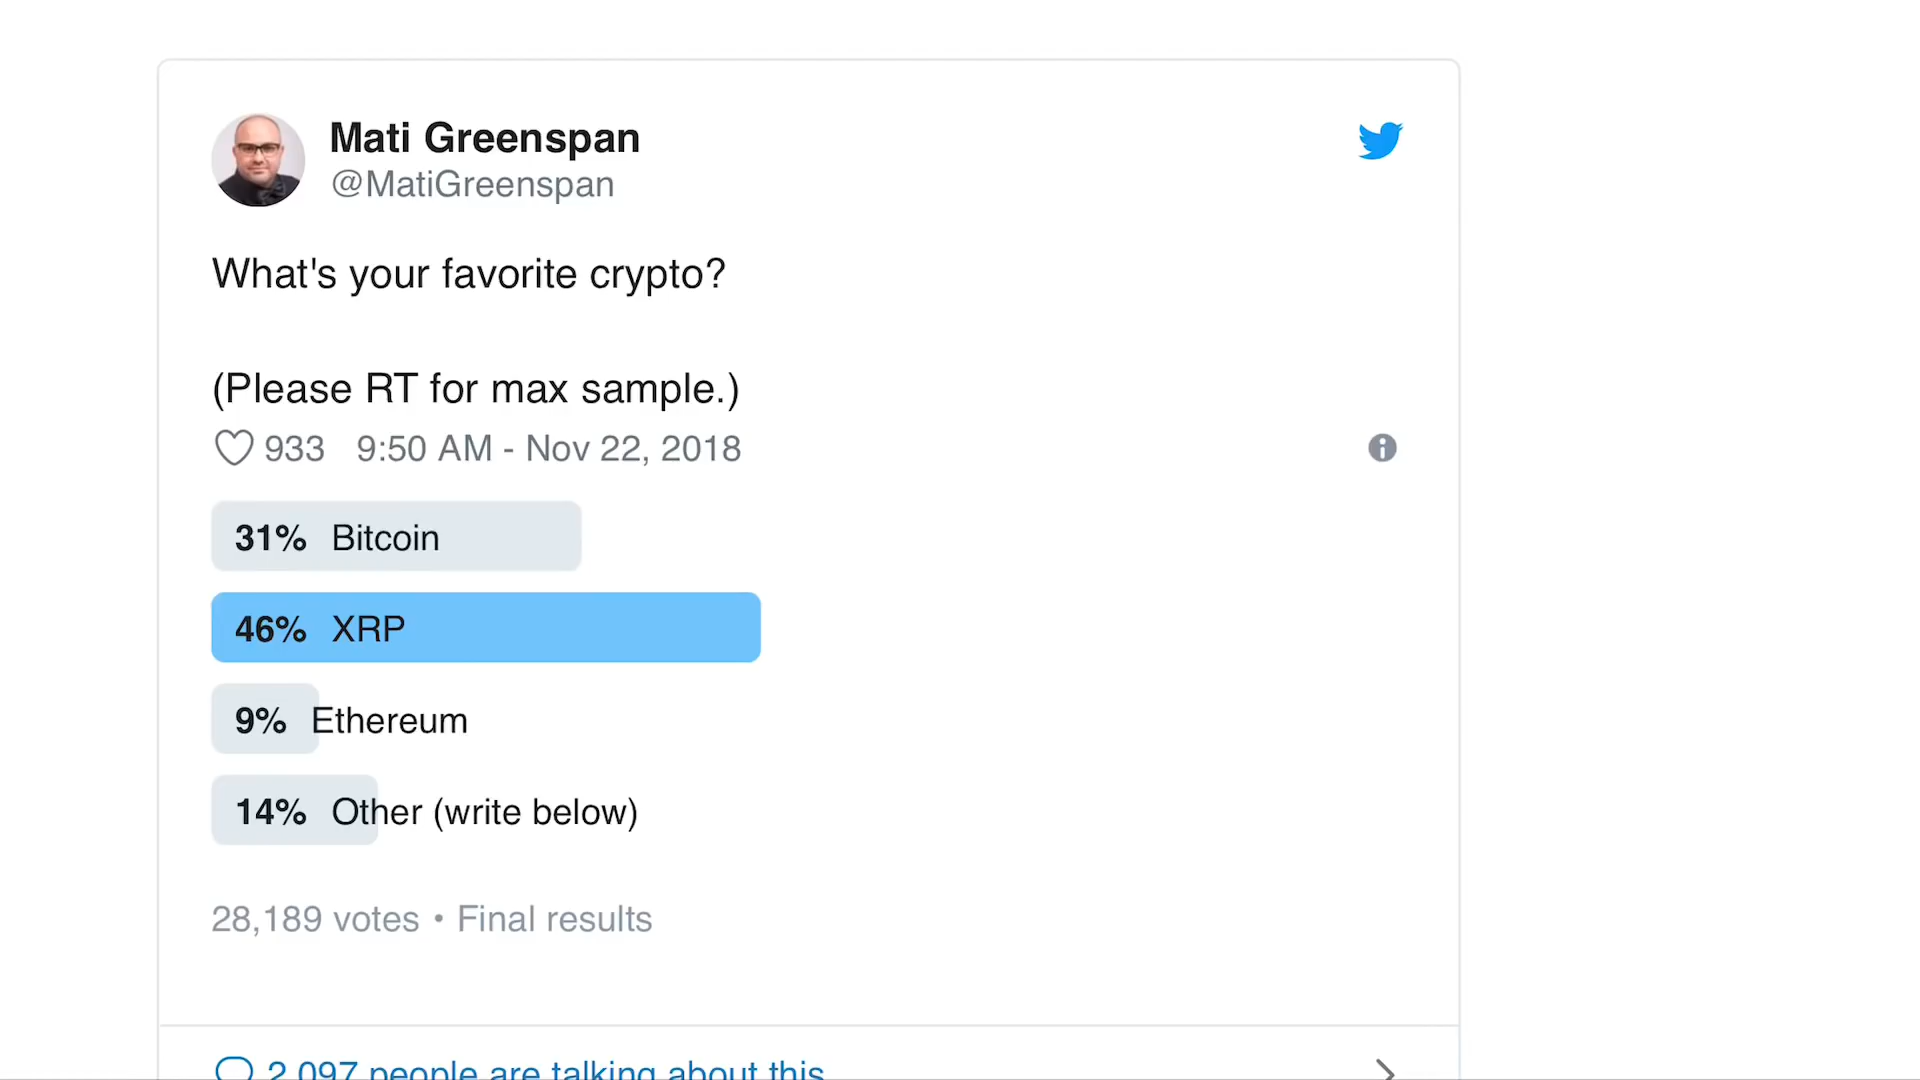 Mati Greenspan
@MatiGreenspan
What's your favorite crypto?
(Please RT for max sample.)
933 9:50 AM - Nov 22, 2018
31% Bitcoin
46% XRP
9% Ethereum
14% Other (write below)
28,189 votes • Final results
2,097 people are talking about this